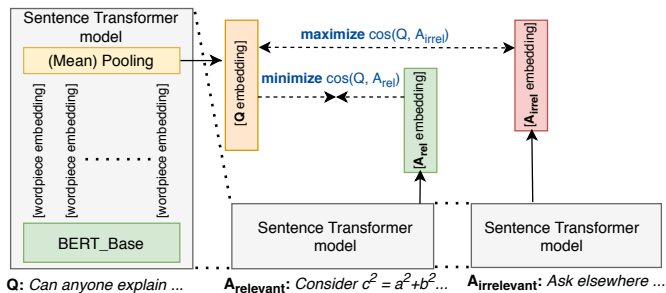 Sentence Transformer
model
(Mean) Pooling
[wordpiece embedding]
[wordpiece embedding]
[wordpiece embedding]
BERT_Base
[Q embedding]
maximize cos(Q, A_irrel)
minimize cos(Q, A_rel)
[A_rel embedding]
[A_irrel embedding]
Sentence Transformer
model
Sentence Transformer
model
Q: Can anyone explain ...
A_relevant: Consider c² = a²+b²...
A_irrelevant: Ask elsewhere ...